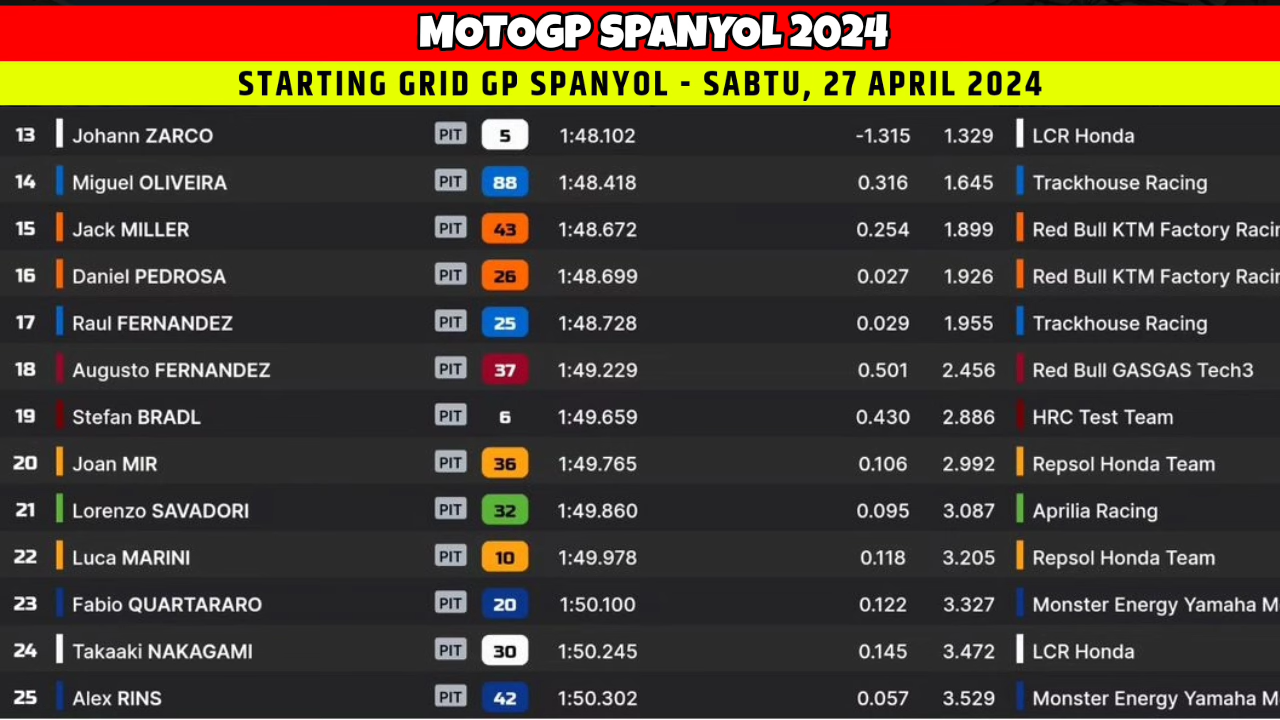 MOTOGP SPANYOL 2024
STARTING GRID GP SPANYOL - SABTU, 27 APRIL 2024
13 Johann ZARCO PIT 5 1:48.102 -1.315 1.329 LCR Honda
14 Miguel OLIVEIRA PIT 88 1:48.418 0.316 1.645 Trackhouse Racing
15 Jack MILLER PIT 43 1:48.672 0.254 1.899 Red Bull KTM Factory Racin
16 Daniel PEDROSA PIT 26 1:48.699 0.027 1.926 Red Bull KTM Factory Racin
17 Raul FERNANDEZ PIT 25 1:48.728 0.029 1.955 Trackhouse Racing
18 Augusto FERNANDEZ PIT 37 1:49.229 0.501 2.456 Red Bull GASGAS Tech3
19 Stefan BRADL PIT 6 1:49.659 0.430 2.886 HRC Test Team
20 Joan MIR PIT 36 1:49.765 0.106 2.992 Repsol Honda Team
21 Lorenzo SAVADORI PIT 32 1:49.860 0.095 3.087 Aprilia Racing
22 Luca MARINI PIT 10 1:49.978 0.118 3.205 Repsol Honda Team
23 Fabio QUARTARARO PIT 20 1:50.100 0.122 3.327 Monster Energy Yamaha M
24 Takaaki NAKAGAMI PIT 30 1:50.245 0.145 3.472 LCR Honda
25 Alex RINS PIT 42 1:50.302 0.057 3.529 Monster Energy Yamaha M